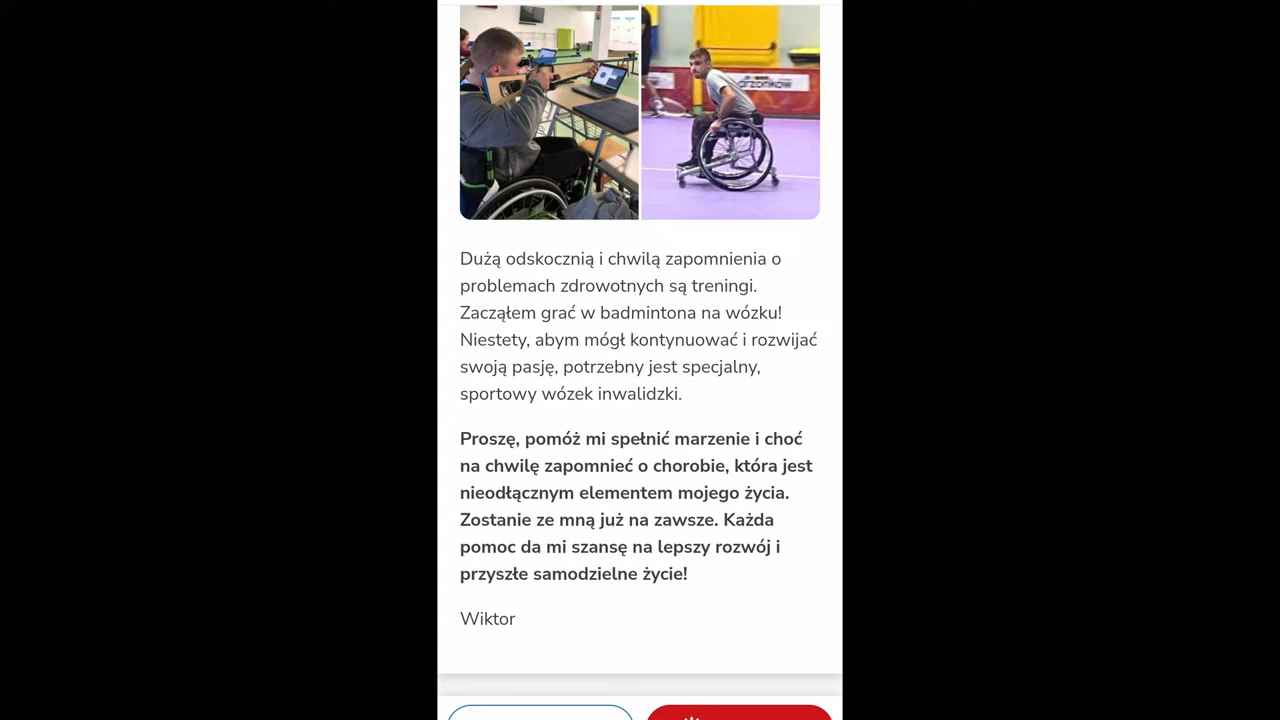 drzonków
Dużą odskocznią i chwilą zapomnienia o
problemach zdrowotnych są treningi.
Zacząłem grać w badmintona na wózku!
Niestety, abym mógł kontynuować i rozwijać
swoją pasję, potrzebny jest specjalny,
sportowy wózek inwalidzki.
Proszę, pomóż mi spełnić marzenie i choć
na chwilę zapomnieć o chorobie, która jest
nieodłącznym elementem mojego życia.
Zostanie ze mną już na zawsze. Każda
pomoc da mi szansę na lepszy rozwój i
przyszłe samodzielne życie!
Wiktor